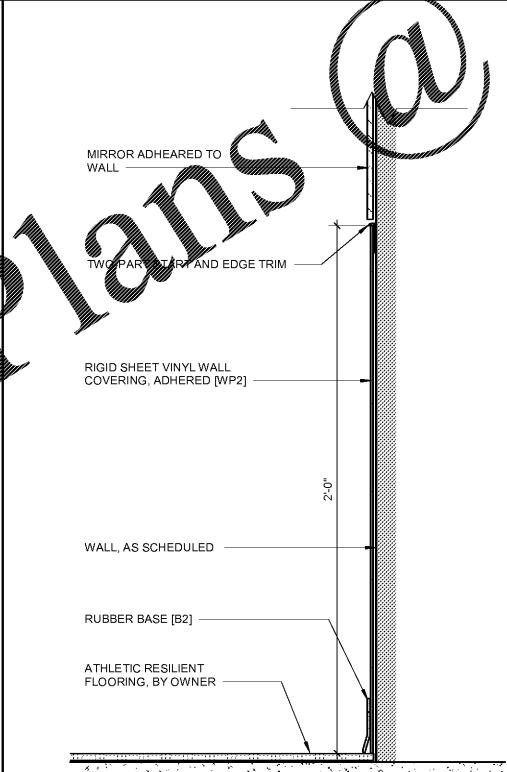 Plans @
MIRROR ADHEARED TO
WALL
TWO-PART START AND EDGE TRIM
RIGID SHEET VINYL WALL
COVERING, ADHERED [WP2]
2'-0"
WALL, AS SCHEDULED
RUBBER BASE [B2]
ATHLETIC RESILIENT
FLOORING, BY OWNER